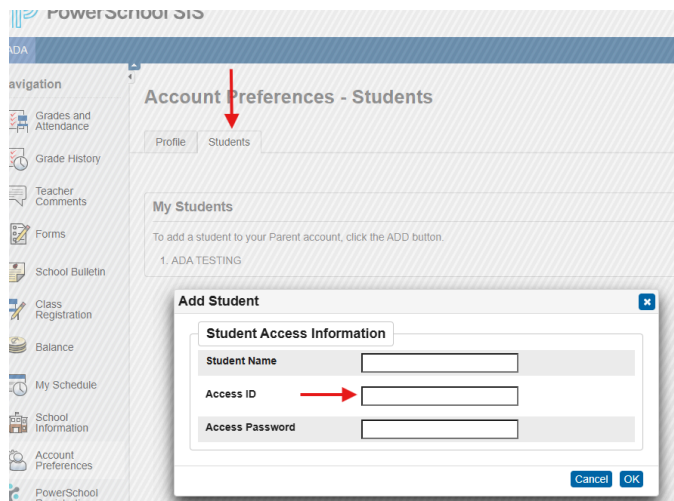 PowerSchool SIS
ADA
avigation
Account Preferences - Students
Grades and
Attendance
Profile
Students
Grade History
Teacher
Comments
My Students
Forms
To add a student to your Parent account, click the ADD button.
1. ADA TESTING
School Bulletin
Add Student
x
Class
Registration
Student Access Information
Balance
Student Name
My Schedule
Access ID
School
Information
Access Password
Account
Preferences
Cancel
OK
PowerSchool